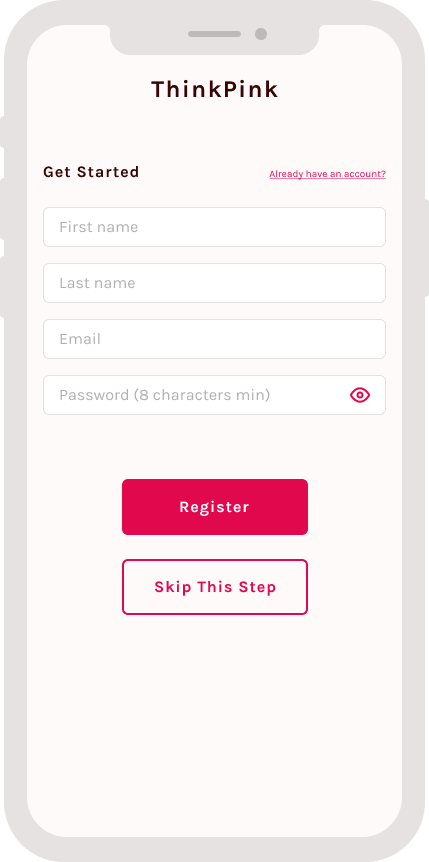 ThinkPink
Get Started
Already have an account?
First name
Last name
Email
Password (8 characters min)
Register
Skip This Step